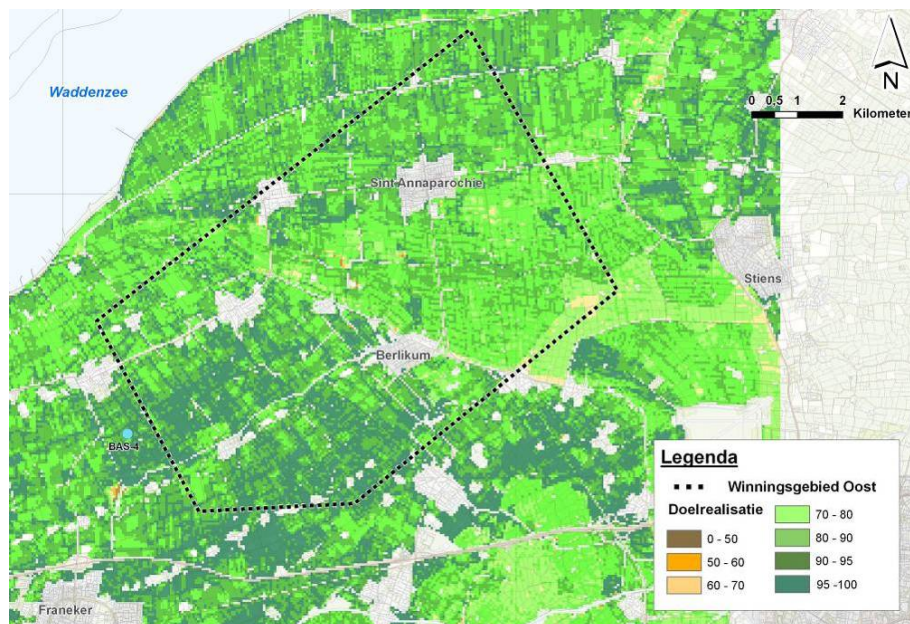 Waddenzee
N
0 0.5 1 2
Kilometer
Sint Annaparochie
Stiens
Berlikum
BAS-4
Franeker
Legenda
Winningsgebied Oost
Doelrealisatie
0 - 50
50 - 60
60 - 70
70 - 80
80 - 90
90 - 95
95 -100